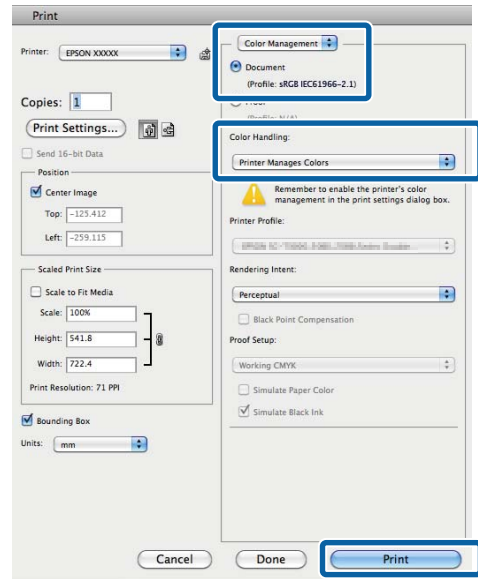 Print
Printer: EPSON XXXXX
Copies: 1
Print Settings...
Send 16-bit Data
Position
Center Image
Top: -125.412
Left: -259.115
Scaled Print Size
Scale to Fit Media
Scale: 100%
Height: 541.8
Width: 722.4
Print Resolution: 71 PPI
Bounding Box
Units: mm
Color Management
Document
(Profile: sRGB IEC61966-2.1)
Color Handling:
Printer Manages Colors
Remember to enable the printer's color
management in the print settings dialog box.
Printer Profile:
Rendering Intent:
Perceptual
Black Point Compensation
Proof Setup:
Working CMYK
Simulate Paper Color
Simulate Black Ink
Cancel
Done
Print